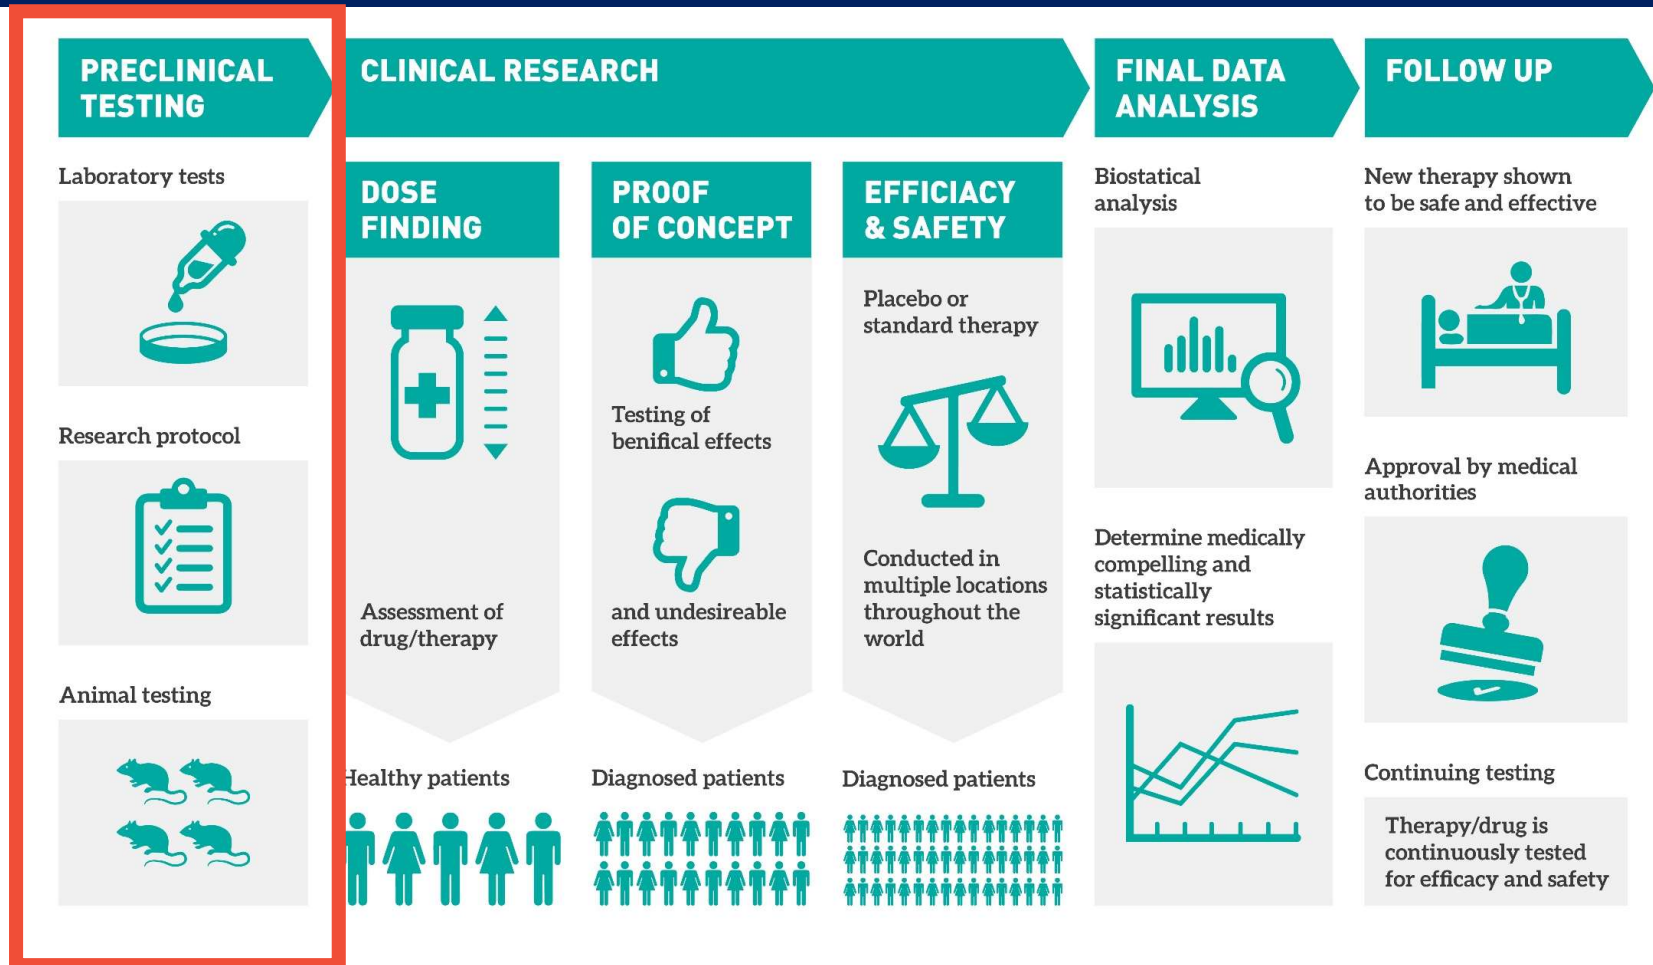 PRECLINICAL
TESTING
Laboratory tests
Research protocol
Animal testing
CLINICAL RESEARCH
DOSE
FINDING
Assessment of
drug/therapy
Healthy patients
PROOF
OF CONCEPT
Testing of
benifical effects
and undesireable
effects
Diagnosed patients
EFFICIACY
& SAFETY
Placebo or
standard therapy
Conducted in
multiple locations
throughout the
world
Diagnosed patients
FINAL DATA
ANALYSIS
Biostatical
analysis
Determine medically
compelling and
statistically
significant results
FOLLOW UP
New therapy shown
to be safe and effective
Approval by medical
authorities
Continuing testing
Therapy/drug is
continuously tested
for efficacy and safety